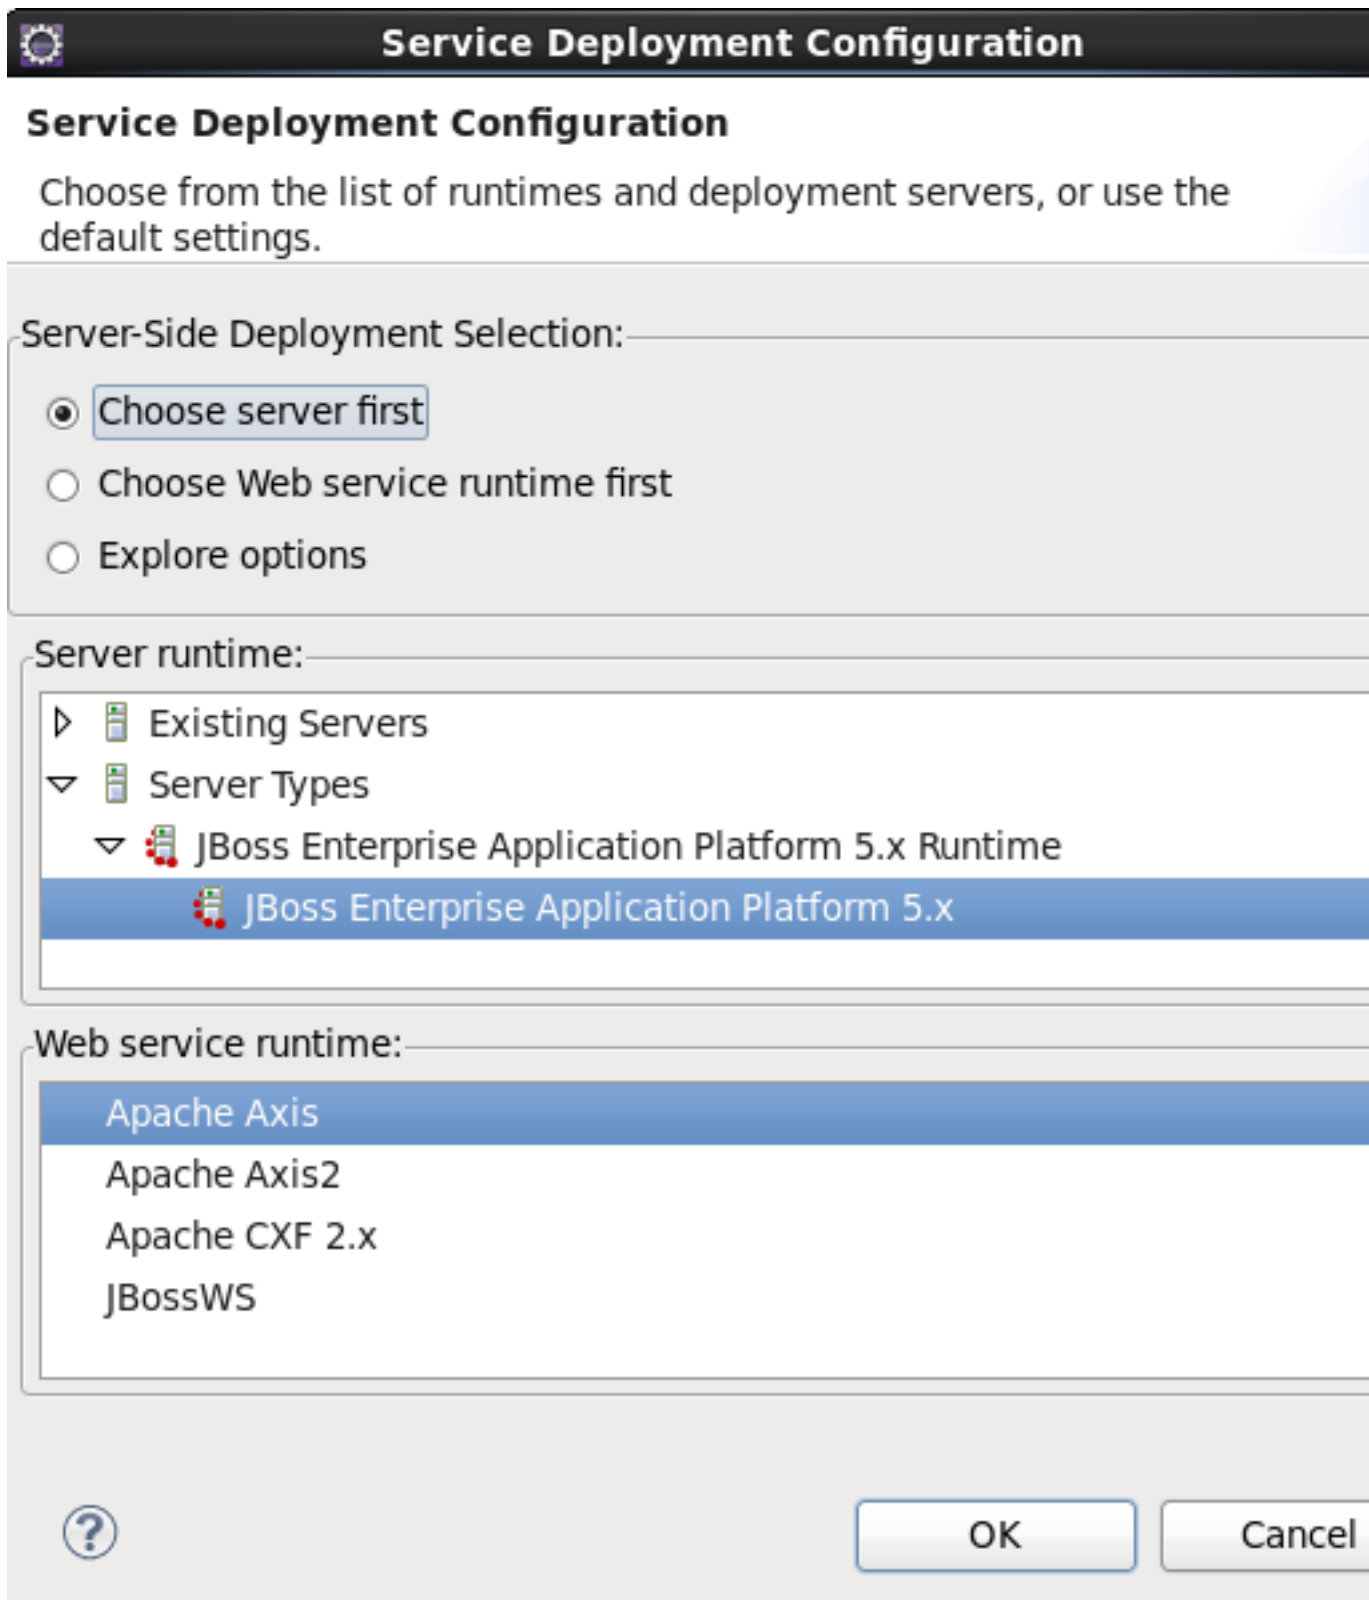 Service Deployment Configuration
Service Deployment Configuration
Choose from the list of runtimes and deployment servers, or use the
default settings.
Server-Side Deployment Selection:
Choose server first
Choose Web service runtime first
Explore options
Server runtime:
Existing Servers
Server Types
JBoss Enterprise Application Platform 5.x Runtime
JBoss Enterprise Application Platform 5.x
Web service runtime:
Apache Axis
Apache Axis2
Apache CXF 2.x
JBossWS
?
OK
Cancel